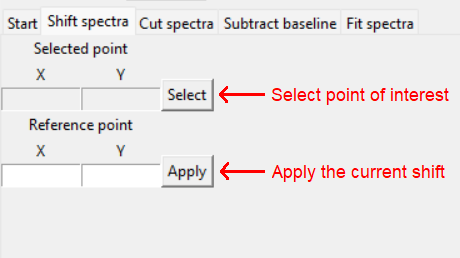 Start Shift spectra Cut spectra Subtract baseline Fit spectra
Selected point
X Y
Select Select point of interest
Reference point
X Y
Apply Apply the current shift